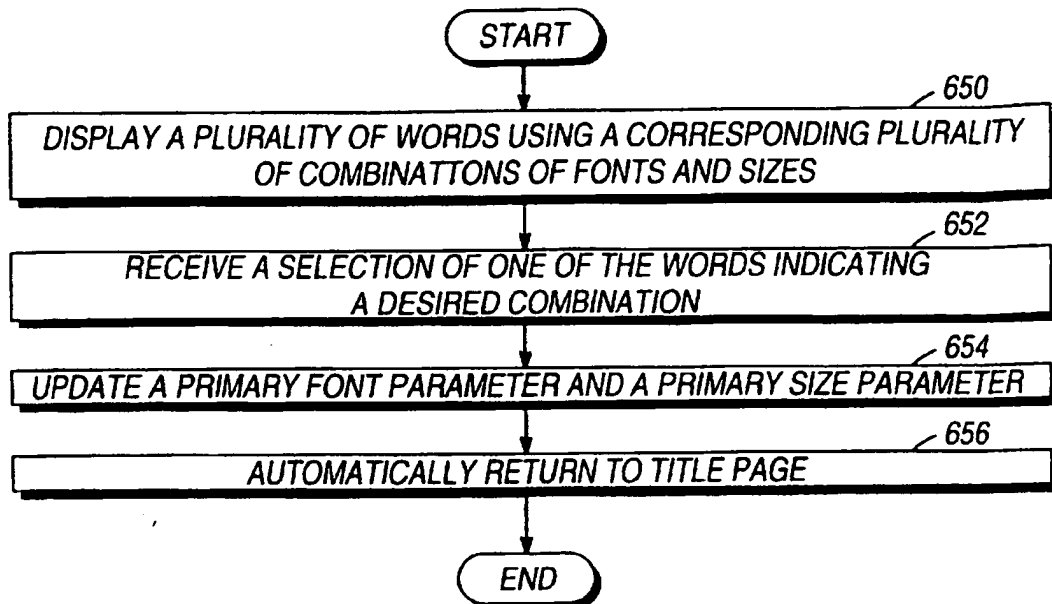 START
650
DISPLAY A PLURALITY OF WORDS USING A CORRESPONDING PLURALITY
OF COMBINATTONS OF FONTS AND SIZES
652
RECEIVE A SELECTION OF ONE OF THE WORDS INDICATING
A DESIRED COMBINATION
654
UPDATE A PRIMARY FONT PARAMETER AND A PRIMARY SIZE PARAMETER
656
AUTOMATICALLY RETURN TO TITLE PAGE
END